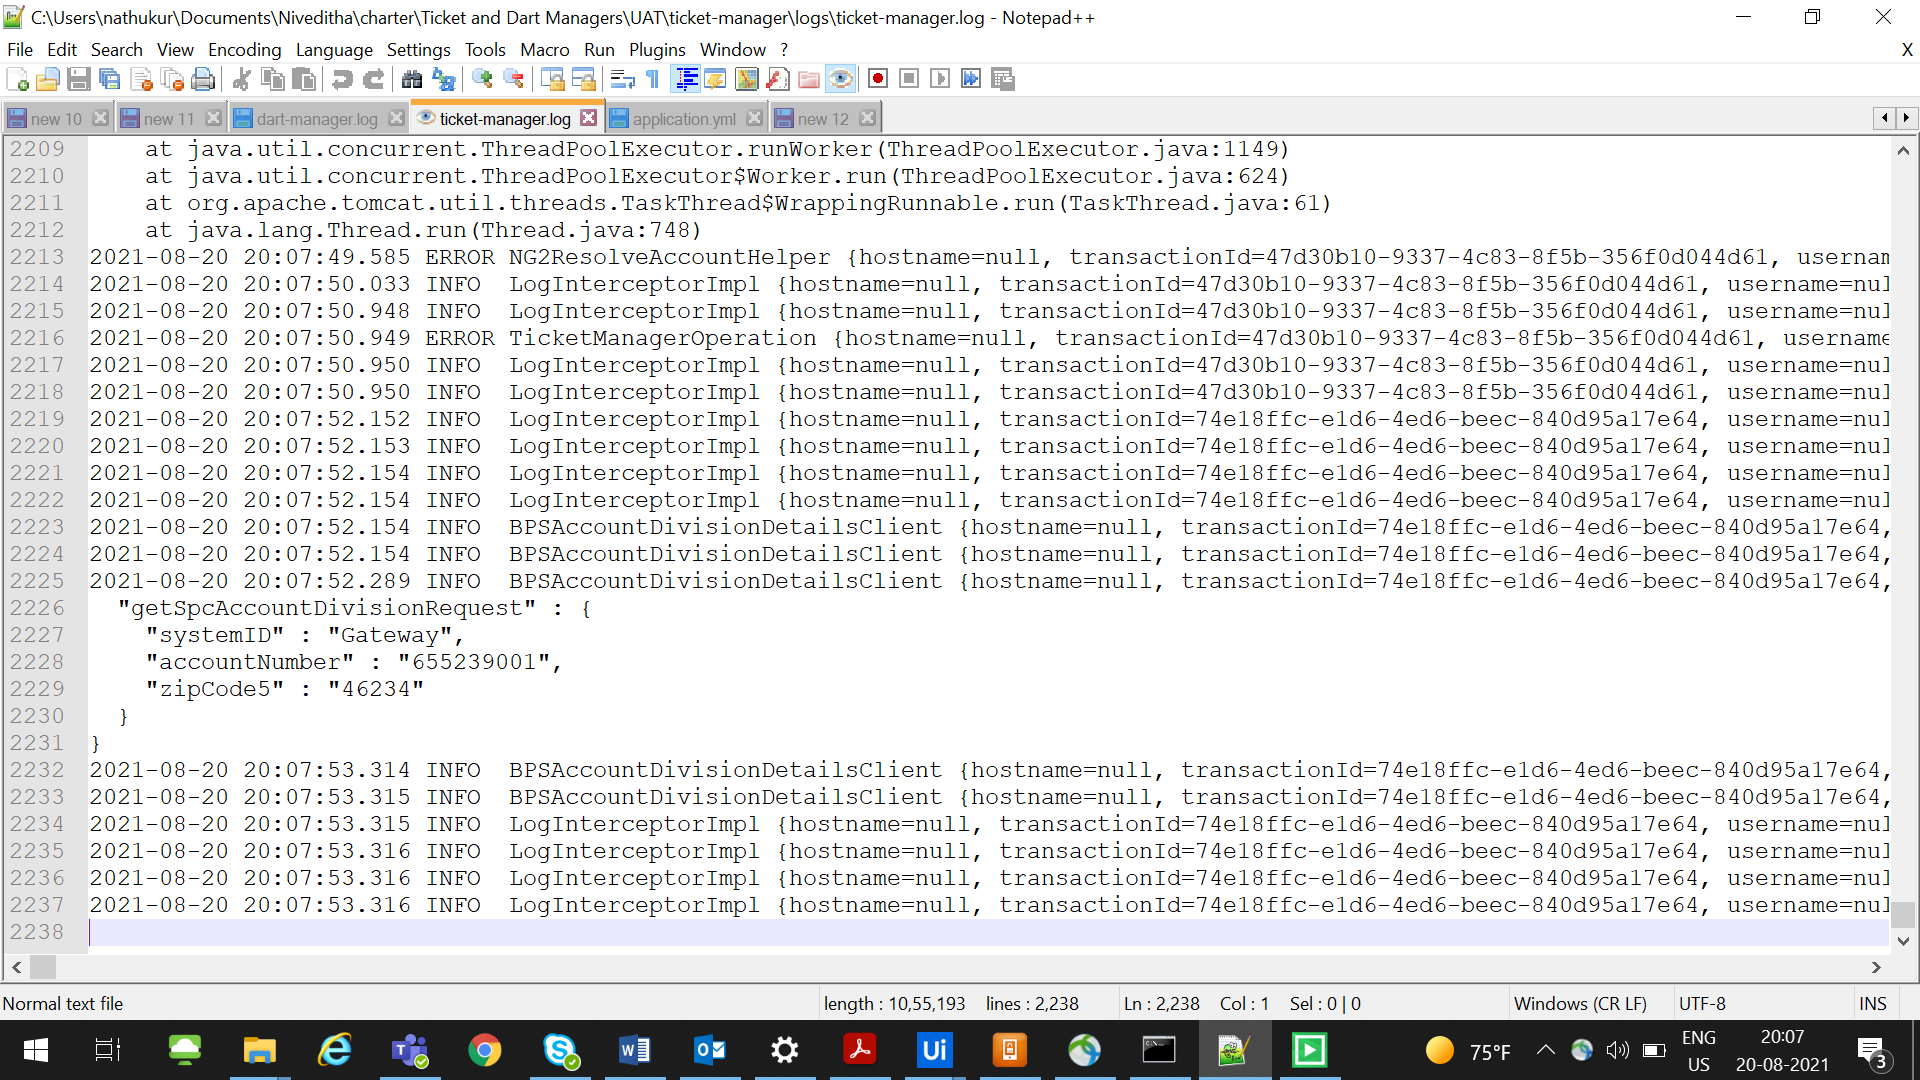 C:\Users\nathukur\Documents\Niveditha\charter\Ticket and Dart Managers\UAT\ticket-manager\logs\ticket-manager.log - Notepad++
File Edit Search View Encoding Language Settings Tools Macro Run Plugins Window ? X
new 10 new 11 dart-manager.log ticket-manager.log application.yml new 12
2209 at java.util.concurrent.ThreadPoolExecutor.runWorker(ThreadPoolExecutor.java:1149)
2210 at java.util.concurrent.ThreadPoolExecutor$Worker.run(ThreadPoolExecutor.java:624)
2211 at org.apache.tomcat.util.threads.TaskThread$WrappingRunnable.run(TaskThread.java:61)
2212 at java.lang.Thread.run(Thread.java:748)
2213 2021-08-20 20:07:49.585 ERROR NG2ResolveAccountHelper {hostname=null, transactionId=47d30b10-9337-4c83-8f5b-356f0d044d61, usernam
2214 2021-08-20 20:07:50.033 INFO LogInterceptorImpl {hostname=null, transactionId=47d30b10-9337-4c83-8f5b-356f0d044d61, username=nul
2215 2021-08-20 20:07:50.948 INFO LogInterceptorImpl {hostname=null, transactionId=47d30b10-9337-4c83-8f5b-356f0d044d61, username=nul
2216 2021-08-20 20:07:50.949 ERROR TicketManagerOperation {hostname=null, transactionId=47d30b10-9337-4c83-8f5b-356f0d044d61, username
2217 2021-08-20 20:07:50.950 INFO LogInterceptorImpl {hostname=null, transactionId=47d30b10-9337-4c83-8f5b-356f0d044d61, username=nul
2218 2021-08-20 20:07:50.950 INFO LogInterceptorImpl {hostname=null, transactionId=47d30b10-9337-4c83-8f5b-356f0d044d61, username=nul
2219 2021-08-20 20:07:52.152 INFO LogInterceptorImpl {hostname=null, transactionId=74e18ffc-e1d6-4ed6-beec-840d95a17e64, username=nul
2220 2021-08-20 20:07:52.153 INFO LogInterceptorImpl {hostname=null, transactionId=74e18ffc-e1d6-4ed6-beec-840d95a17e64, username=nul
2221 2021-08-20 20:07:52.154 INFO LogInterceptorImpl {hostname=null, transactionId=74e18ffc-e1d6-4ed6-beec-840d95a17e64, username=nul
2222 2021-08-20 20:07:52.154 INFO LogInterceptorImpl {hostname=null, transactionId=74e18ffc-e1d6-4ed6-beec-840d95a17e64, username=nul
2223 2021-08-20 20:07:52.154 INFO BPSAccountDivisionDetailsClient {hostname=null, transactionId=74e18ffc-e1d6-4ed6-beec-840d95a17e64,
2224 2021-08-20 20:07:52.154 INFO BPSAccountDivisionDetailsClient {hostname=null, transactionId=74e18ffc-e1d6-4ed6-beec-840d95a17e64,
2225 2021-08-20 20:07:52.289 INFO BPSAccountDivisionDetailsClient {hostname=null, transactionId=74e18ffc-e1d6-4ed6-beec-840d95a17e64,
2226 "getSpcAccountDivisionRequest" : {
2227 "systemID" : "Gateway",
2228 "accountNumber" : "655239001",
2229 "zipCode5" : "46234"
2230 }
2231 }
2232 2021-08-20 20:07:53.314 INFO BPSAccountDivisionDetailsClient {hostname=null, transactionId=74e18ffc-e1d6-4ed6-beec-840d95a17e64,
2233 2021-08-20 20:07:53.315 INFO BPSAccountDivisionDetailsClient {hostname=null, transactionId=74e18ffc-e1d6-4ed6-beec-840d95a17e64,
2234 2021-08-20 20:07:53.315 INFO LogInterceptorImpl {hostname=null, transactionId=74e18ffc-e1d6-4ed6-beec-840d95a17e64, username=nul
2235 2021-08-20 20:07:53.316 INFO LogInterceptorImpl {hostname=null, transactionId=74e18ffc-e1d6-4ed6-beec-840d95a17e64, username=nul
2236 2021-08-20 20:07:53.316 INFO LogInterceptorImpl {hostname=null, transactionId=74e18ffc-e1d6-4ed6-beec-840d95a17e64, username=nul
2237 2021-08-20 20:07:53.316 INFO LogInterceptorImpl {hostname=null, transactionId=74e18ffc-e1d6-4ed6-beec-840d95a17e64, username=nul
2238
Normal text file length : 10,55,193 lines : 2,238 Ln : 2,238 Col : 1 Sel : 0 | 0 Windows (CR LF) UTF-8 INS
75°F ENG US 20:07 20-08-2021 3